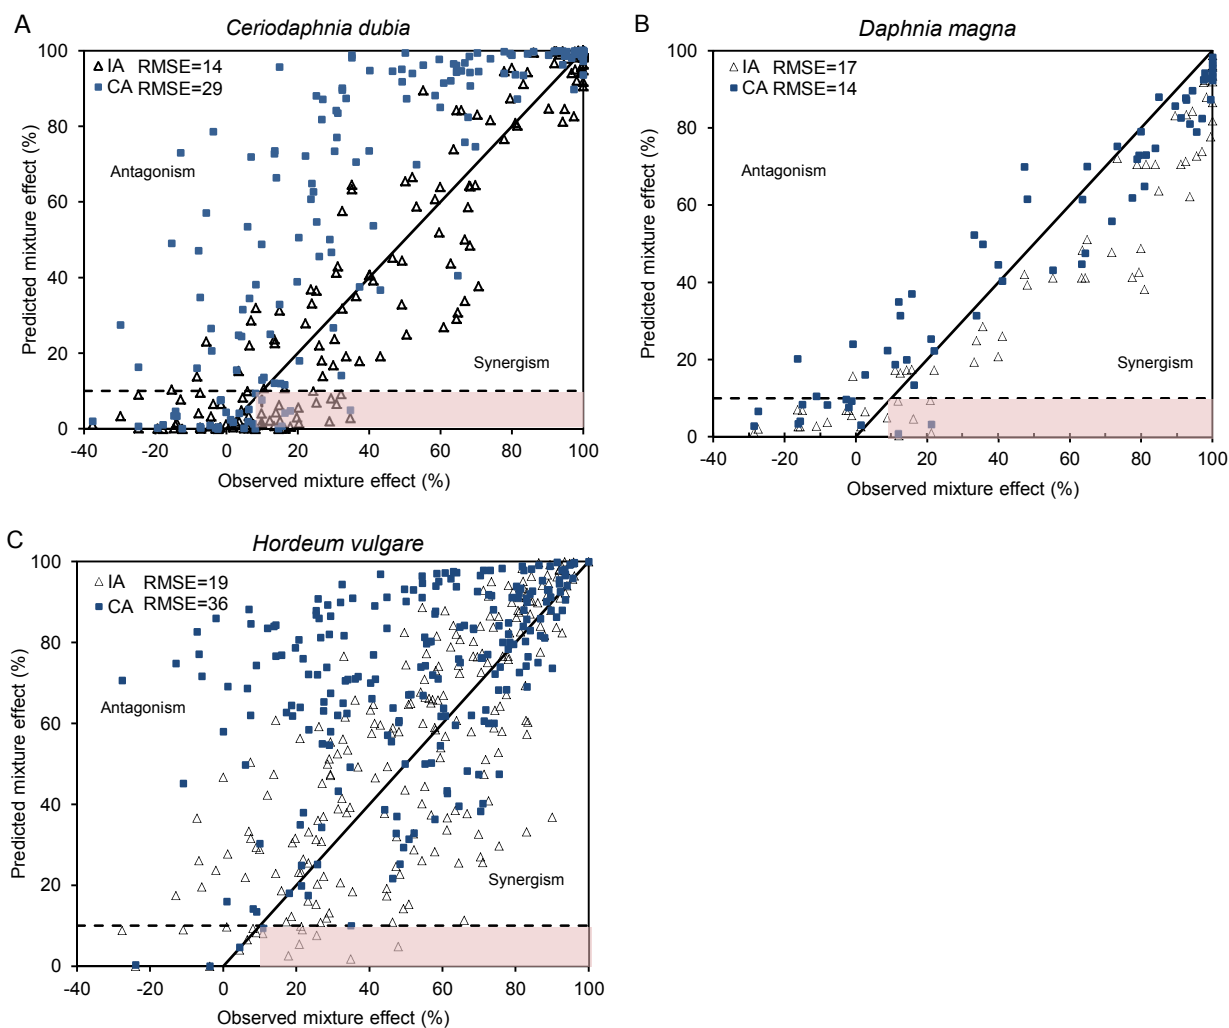 A
Ceriodaphnia dubia
100
80
60
40
20
0
-40
-20
0
20
40
60
80
100
IA RMSE=14
CA RMSE=29
Antagonism
Synergism
Predicted mixture effect (%)
Observed mixture effect (%)
B
Daphnia magna
100
80
60
40
20
0
-40
-20
0
20
40
60
80
100
IA RMSE=17
CA RMSE=14
Antagonism
Synergism
Predicted mixture effect (%)
Observed mixture effect (%)
C
Hordeum vulgare
100
80
60
40
20
0
-40
-20
0
20
40
60
80
100
IA RMSE=19
CA RMSE=36
Antagonism
Synergism
Predicted mixture effect (%)
Observed mixture effect (%)